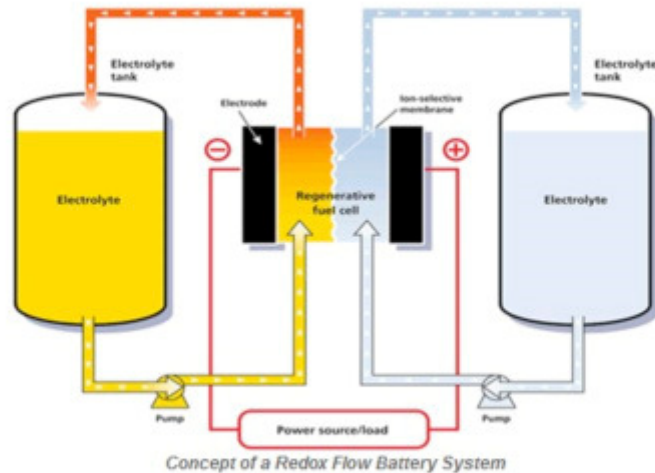 Electrolyte
tank
Electrolyte
tank
Electrode
Ion-selective
membrane
−
+
Electrolyte
Regenerative
fuel cell
Electrolyte
Pump
Pump
Power source/load
Concept of a Redox Flow Battery System